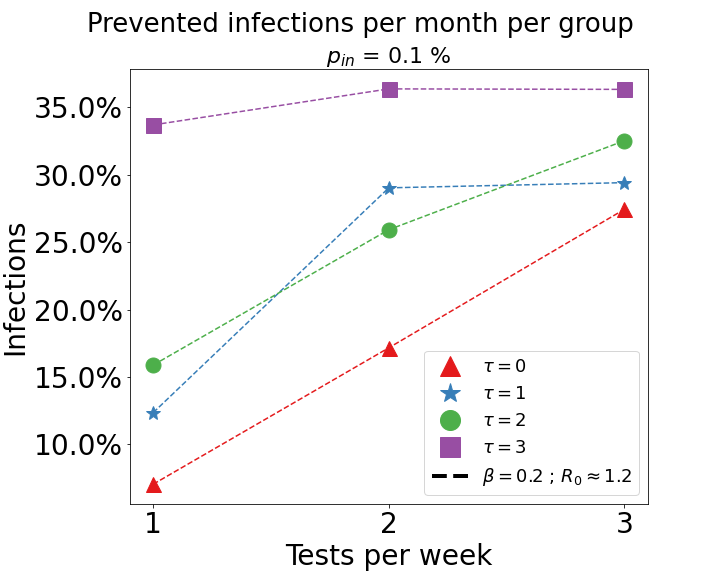 Prevented infections per month per group
p_in = 0.1 %
Infections
35.0%
30.0%
25.0%
20.0%
15.0%
10.0%
τ = 0
τ = 1
τ = 2
τ = 3
β = 0.2 ; R₀ ≈ 1.2
1 2 3
Tests per week